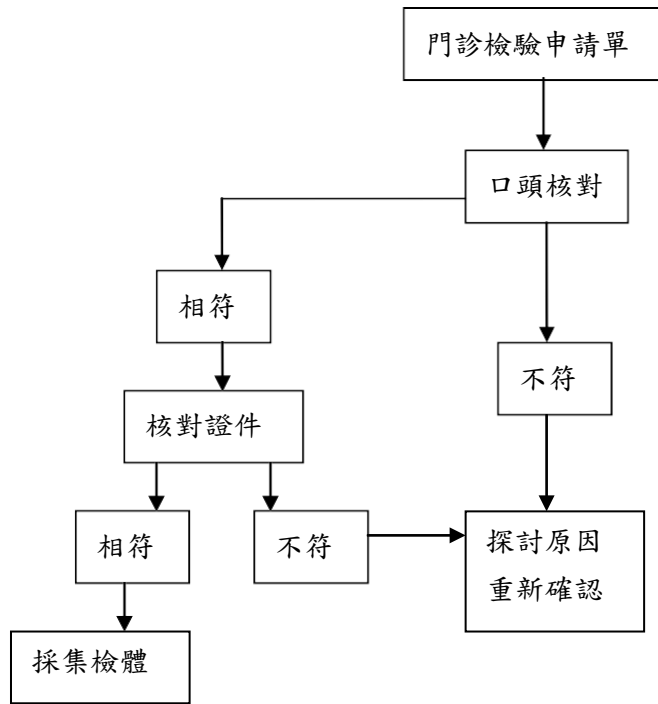 門診檢驗申請單
口頭核對
相符
不符
核對證件
相符
不符
探討原因
重新確認
採集檢體